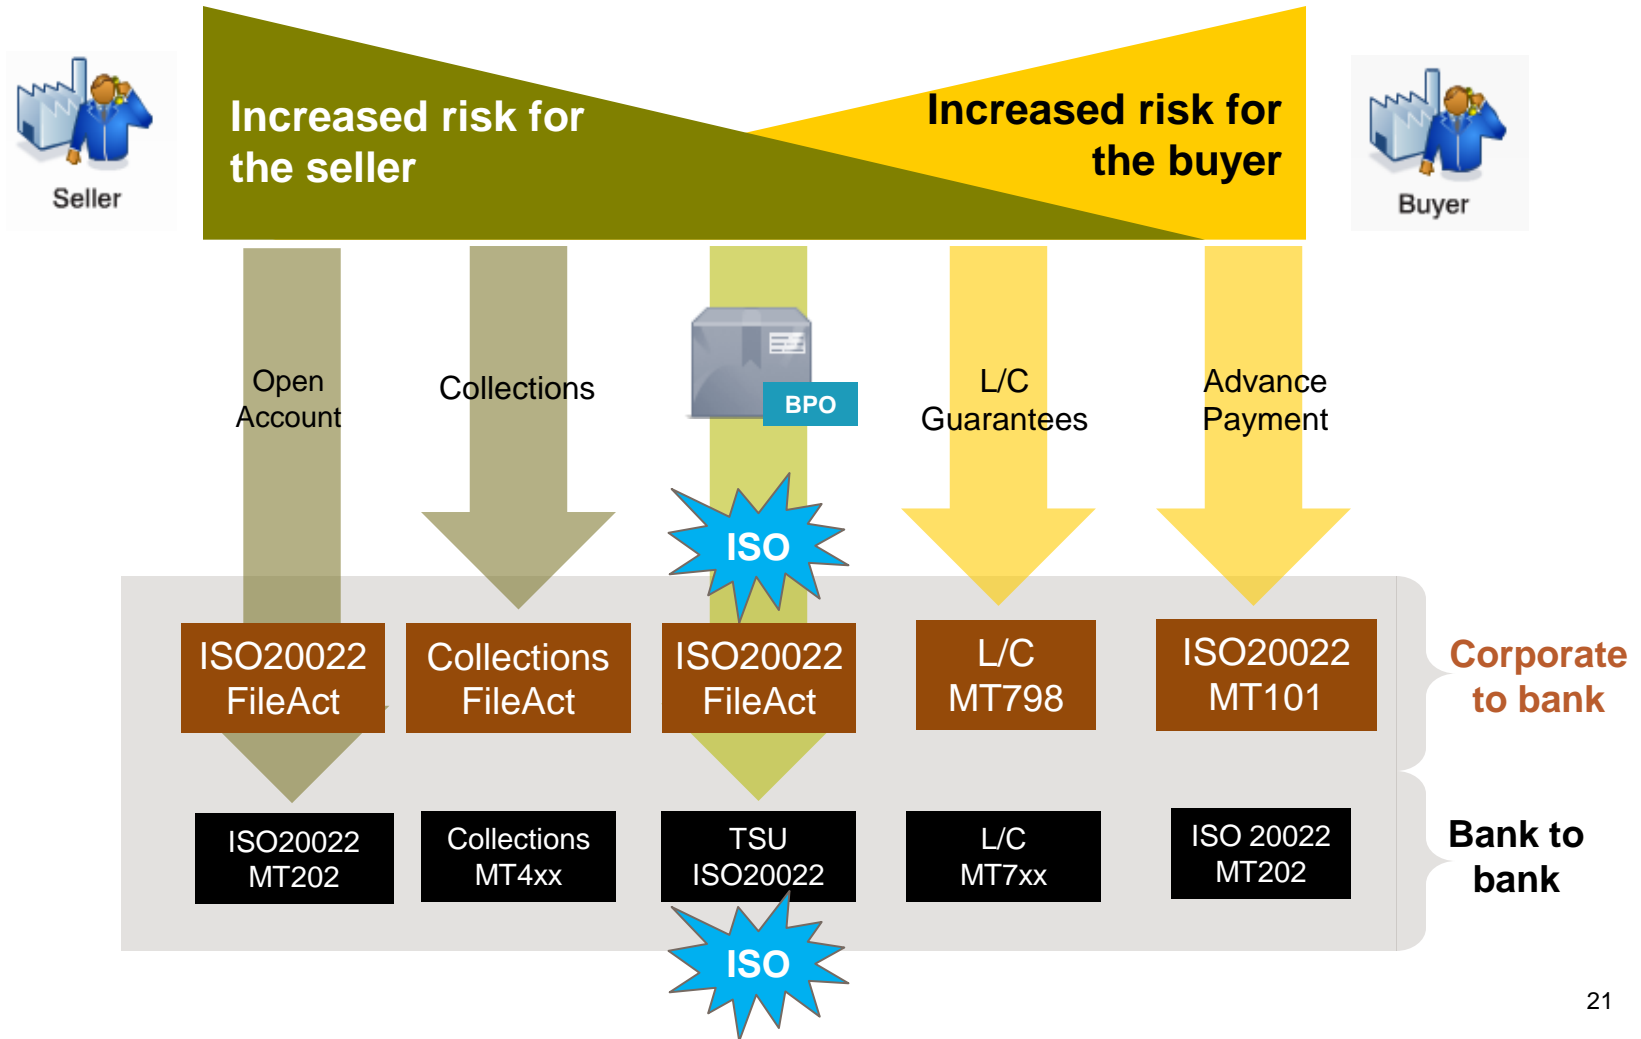 Increased risk for
the seller
Increased risk for
the buyer
Seller
Buyer
Open
Account
Collections
BPO
L/C
Guarantees
Advance
Payment
ISO
ISO20022
FileAct
Collections
FileAct
ISO20022
FileAct
L/C
MT798
ISO20022
MT101
Corporate
to bank
ISO20022
MT202
Collections
MT4xx
TSU
ISO20022
L/C
MT7xx
ISO 20022
MT202
Bank to
bank
ISO
21